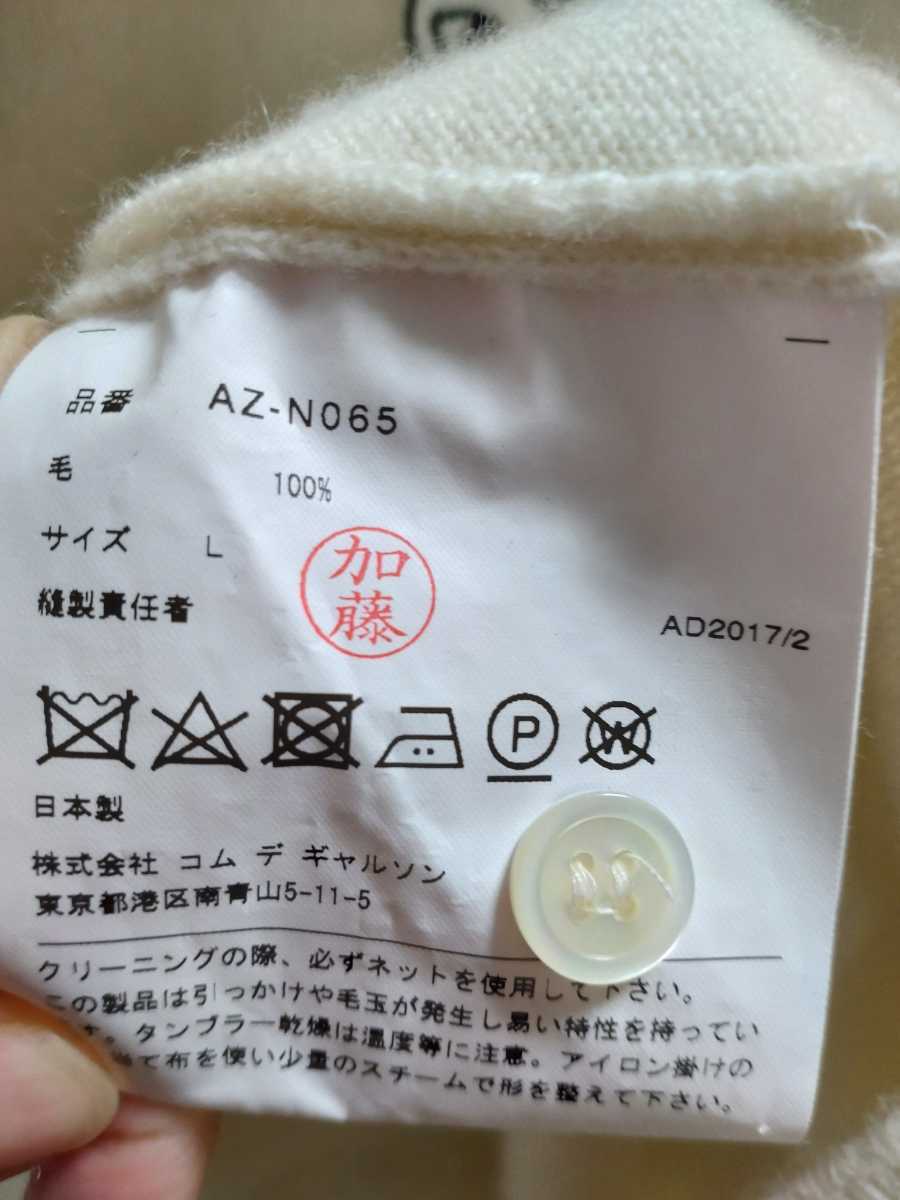 品番 AZ-N065
毛 100%
サイズ L
縫製責任者 加藤 AD2017/2
P W
日本製
株式会社 コム デ ギャルソン
東京都港区南青山5-11-5
クリーニングの際、必ずネットを使用して下さい。
この製品は引っかけや毛玉が発生し易い特性を持ってい
。タンブラー乾燥は温度等に注意。アイロン掛けの
て布を使い少量のスチームで形を整えて下さい。